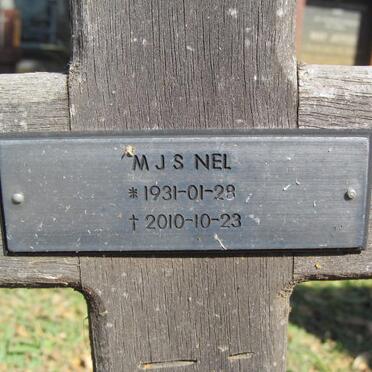 M J S NEL
* 1931-01-28
† 2010-10-23